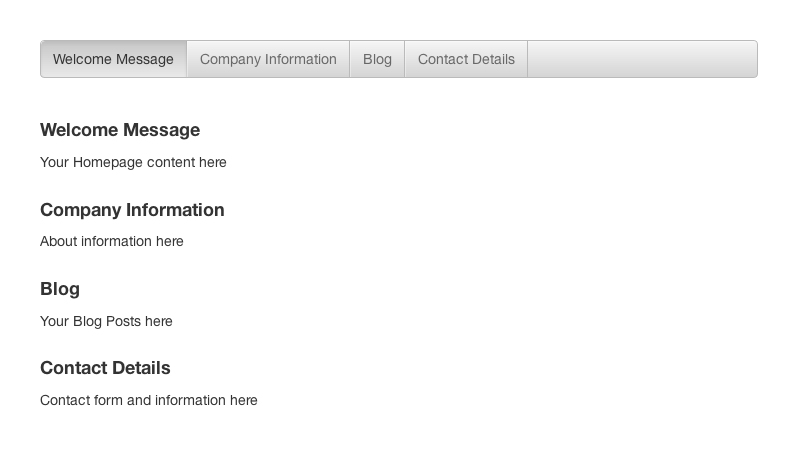 Welcome Message Company Information Blog Contact Details
Welcome Message
Your Homepage content here
Company Information
About information here
Blog
Your Blog Posts here
Contact Details
Contact form and information here